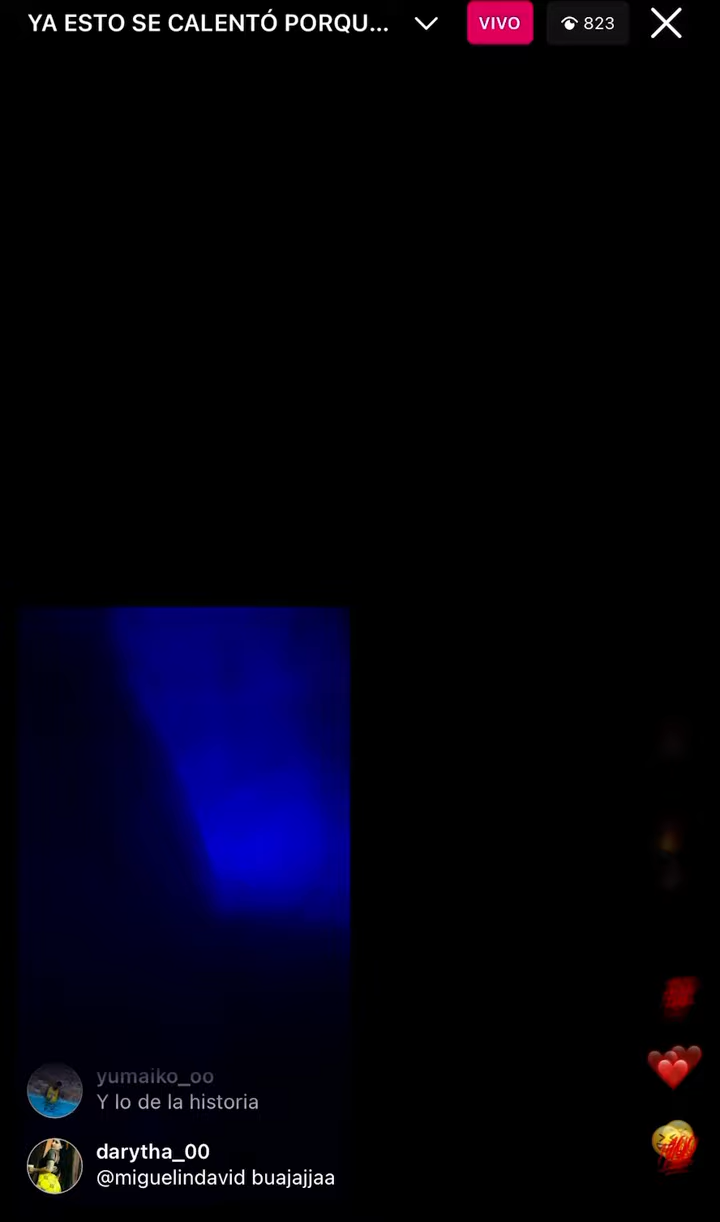 YA ESTO SE CALENTÓ PORQU...
VIVO
823
yumaiko_oo
Y lo de la historia
darytha_00
@miguelindavid buajajjaa